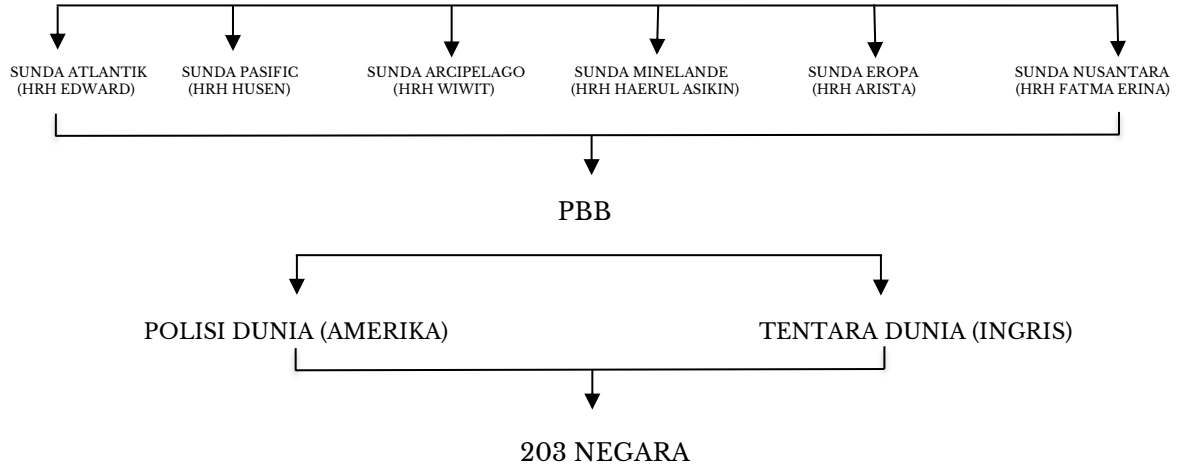 SUNDA ATLANTIK
(HRH EDWARD)
SUNDA PASIFIC
(HRH HUSEN)
SUNDA ARCIPELAGO
(HRH WIWIT)
SUNDA MINELANDE
(HRH HAERUL ASIKIN)
SUNDA EROPA
(HRH ARISTA)
SUNDA NUSANTARA
(HRH FATMA ERINA)
PBB
POLISI DUNIA (AMERIKA)
TENTARA DUNIA (INGRIS)
203 NEGARA